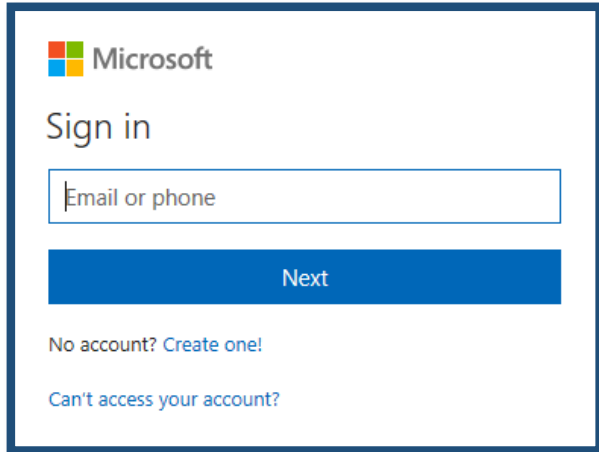 Microsoft
Sign in
Email or phone
Next
No account? Create one!
Can't access your account?